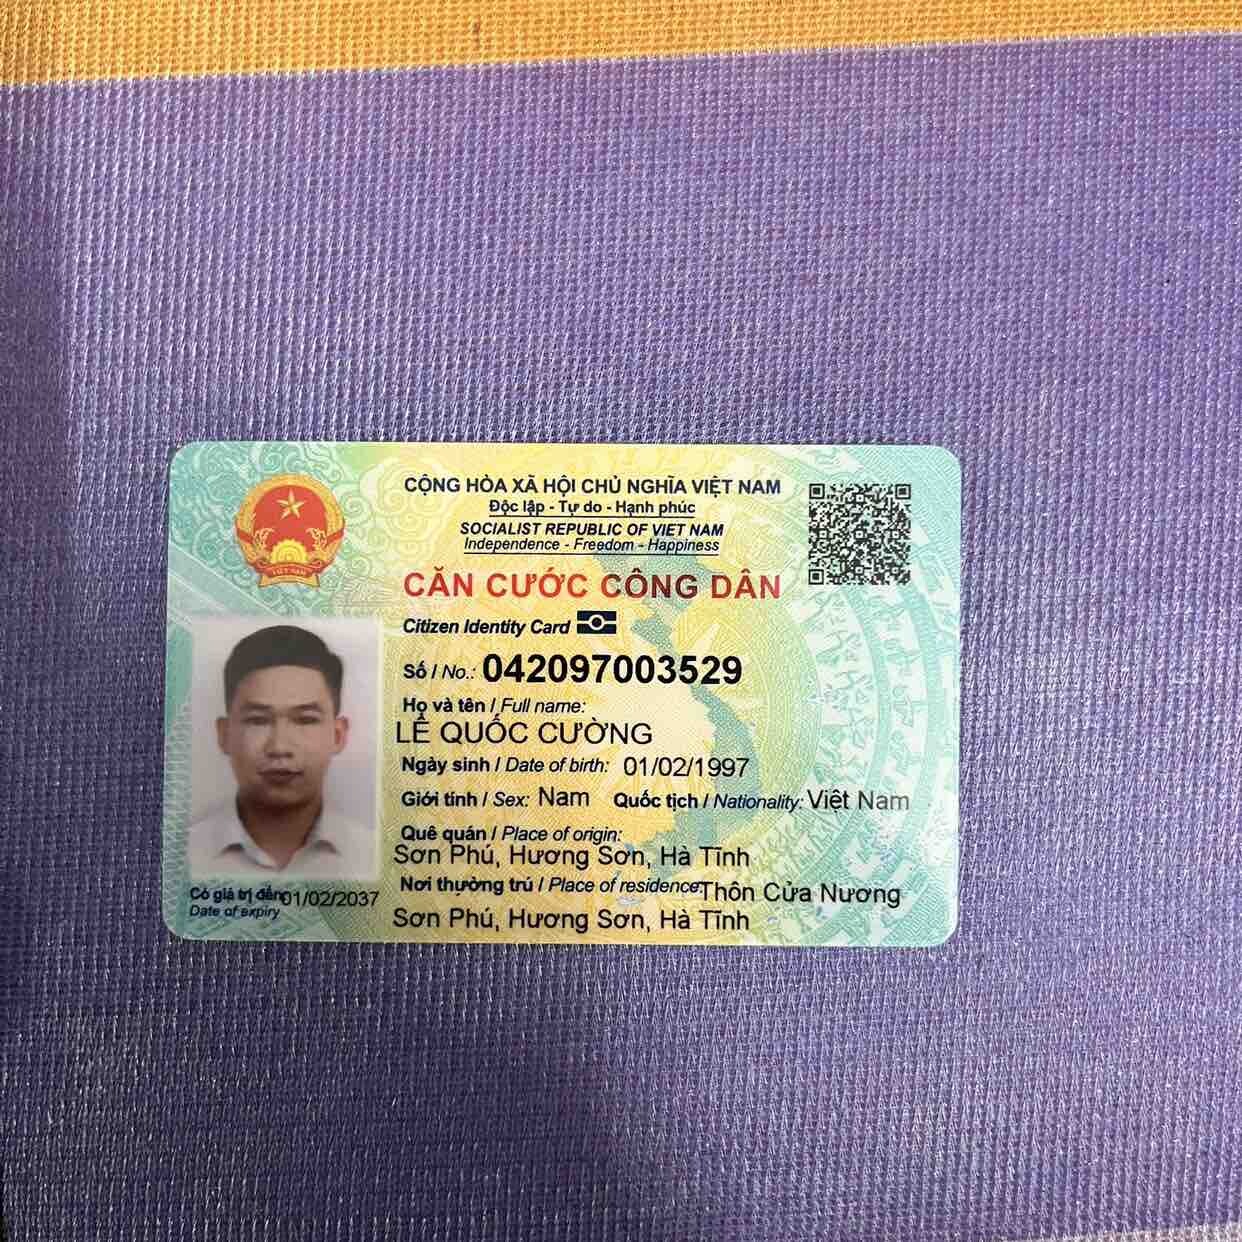 CỘNG HÒA XÃ HỘI CHỦ NGHĨA VIỆT NAM
Độc lập - Tự do - Hạnh phúc
SOCIALIST REPUBLIC OF VIET NAM
Independence - Freedom - Happiness
CĂN CƯỚC CÔNG DÂN
Citizen Identity Card
Số / No.: 042097003529
Họ và tên / Full name:
LÊ QUỐC CƯỜNG
Ngày sinh / Date of birth: 01/02/1997
Giới tính / Sex: Nam Quốc tịch / Nationality: Việt Nam
Quê quán / Place of origin:
Sơn Phú, Hương Sơn, Hà Tĩnh
Nơi thường trú / Place of residence: Thôn Cửa Nương
Sơn Phú, Hương Sơn, Hà Tĩnh
Có giá trị đến: 01/02/2037
Date of expiry
VIỆT NAM